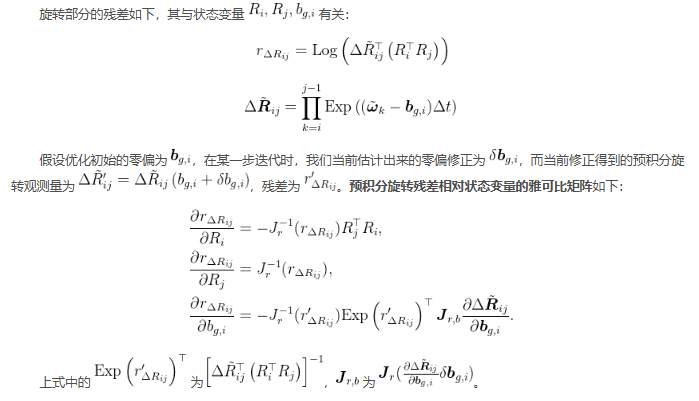 旋转部分的残差如下，其与状态变量 $R_i, R_j, b_{g,i}$ 有关：
$r_{\Delta R_{ij}} = \mathrm{Log}\left(\Delta \tilde{R}_{ij}^{\top}\left(R_i^{\top} R_j\right)\right)$
$\Delta \tilde{\boldsymbol{R}}_{ij} = \prod_{k=i}^{j-1} \mathrm{Exp}\left((\tilde{\boldsymbol{\omega}}_k - \boldsymbol{b}_{g,i})\Delta t\right)$
假设优化初始的零偏为 $\boldsymbol{b}_{g,i}$，在某一步迭代时，我们当前估计出来的零偏修正为 $\delta \boldsymbol{b}_{g,i}$，而当前修正得到的预积分旋
转观测量为 $\Delta \tilde{R}'_{ij} = \Delta \tilde{R}_{ij}\left(b_{g,i} + \delta b_{g,i}\right)$，残差为 $r'_{\Delta R_{ij}}$。预积分旋转残差相对状态变量的雅可比矩阵如下：
$\frac{\partial r_{\Delta R_{ij}}}{\partial R_i} = -J_r^{-1}(r_{\Delta R_{ij}}) R_j^{\top} R_i,$
$\frac{\partial r_{\Delta R_{ij}}}{\partial R_j} = J_r^{-1}(r_{\Delta R_{ij}}),$
$\frac{\partial r_{\Delta R_{ij}}}{\partial b_{g,i}} = -J_r^{-1}(r'_{\Delta R_{ij}}) \mathrm{Exp}\left(r'_{\Delta R_{ij}}\right)^{\top} \boldsymbol{J}_{r,b} \frac{\partial \Delta \tilde{\boldsymbol{R}}_{ij}}{\partial \boldsymbol{b}_{g,i}}.$
上式中的 $\mathrm{Exp}\left(r'_{\Delta R_{ij}}\right)^{\top}$ 为 $\left[\Delta \tilde{R}_{ij}^{\top}\left(R_i^{\top} R_j\right)\right]^{-1}$，$\boldsymbol{J}_{r,b}$ 为 $\boldsymbol{J}_r(\frac{\partial \Delta \tilde{\boldsymbol{R}}_{ij}}{\partial \boldsymbol{b}_{g,i}} \delta \boldsymbol{b}_{g,i})$。